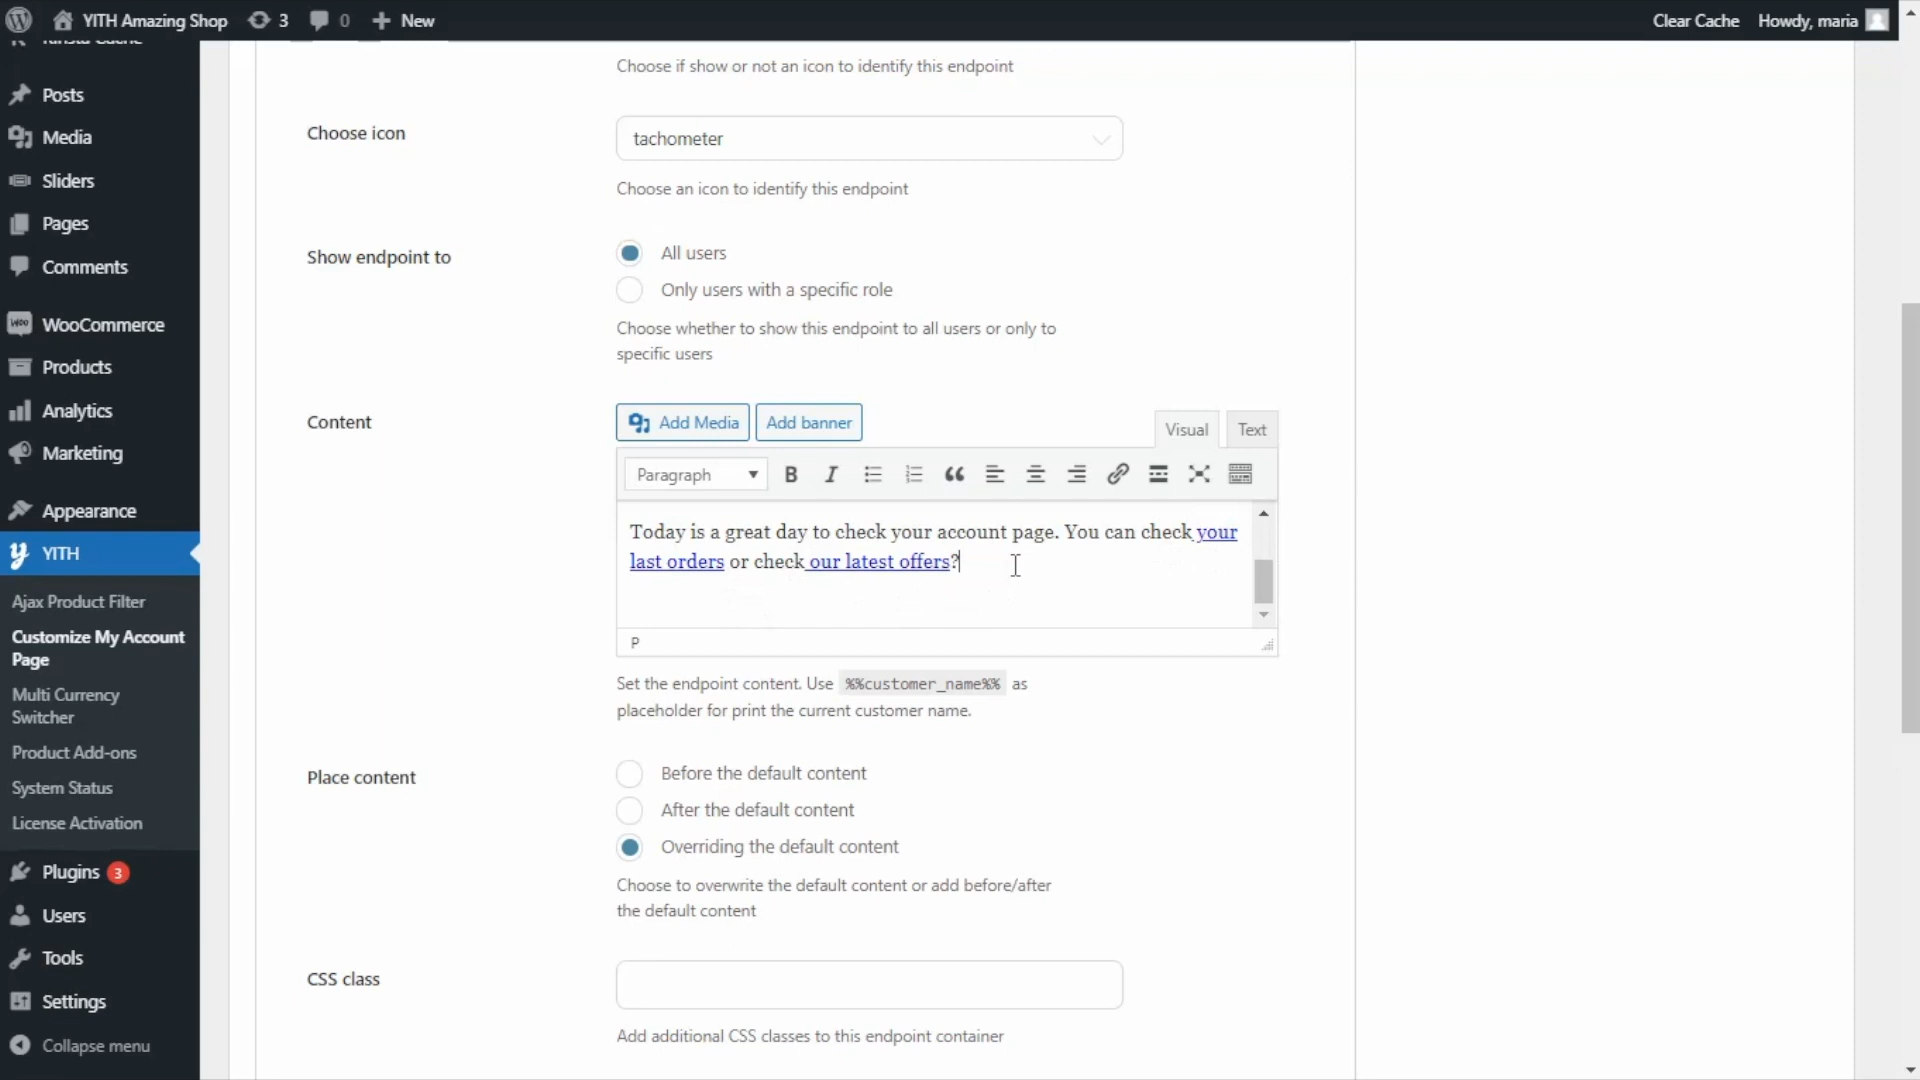 YITH Amazing Shop 3 0 New Clear Cache Howdy, maria
Posts
Media
Sliders
Pages
Comments
WooCommerce
Products
Analytics
Marketing
Appearance
YITH
Ajax Product Filter
Customize My Account
Page
Multi Currency
Switcher
Product Add-ons
System Status
License Activation
Plugins 3
Users
Tools
Settings
Collapse menu
Choose if show or not an icon to identify this endpoint
Choose icon
tachometer
Choose an icon to identify this endpoint
Show endpoint to
All users
Only users with a specific role
Choose whether to show this endpoint to all users or only to
specific users
Content
Add Media Add banner
Visual Text
Paragraph
Today is a great day to check your account page. You can check your
last orders or check our latest offers?
P
Set the endpoint content. Use %%customer_name%% as
placeholder for print the current customer name.
Place content
Before the default content
After the default content
Overriding the default content
Choose to overwrite the default content or add before/after
the default content
CSS class
Add additional CSS classes to this endpoint container